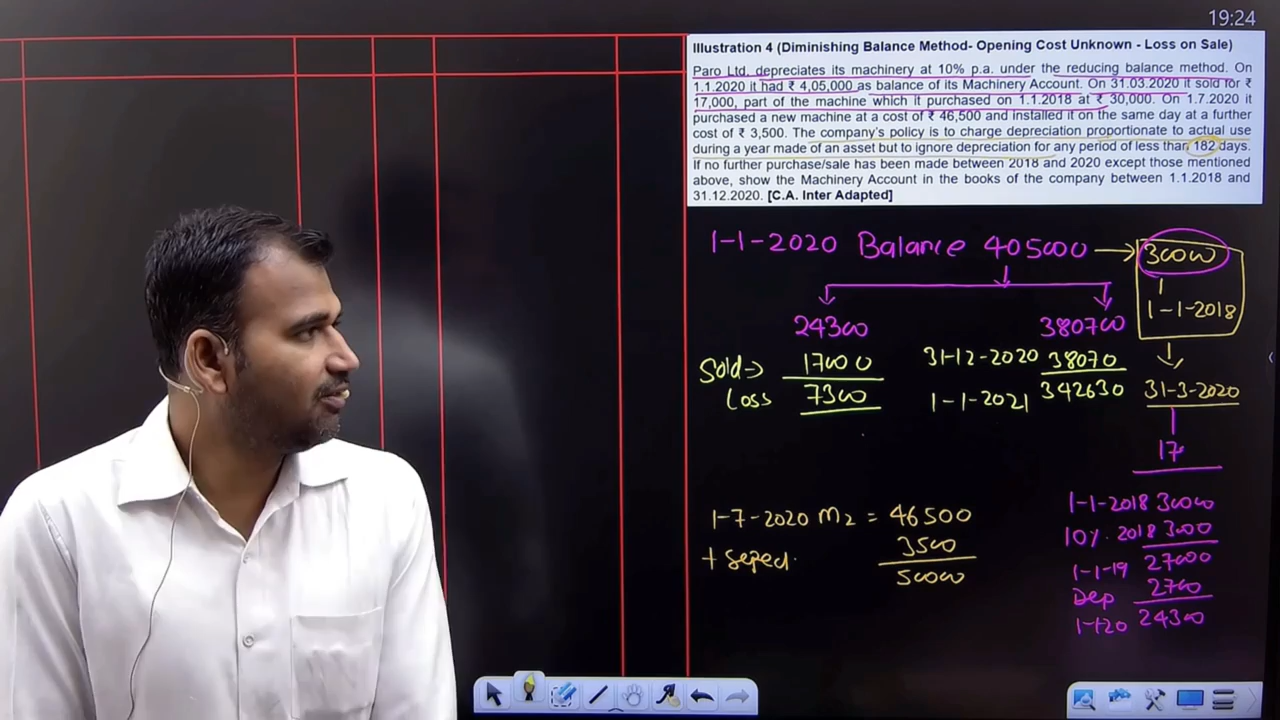 19:24
Illustration 4 (Diminishing Balance Method- Opening Cost Unknown - Loss on Sale)
Paro Ltd. depreciates its machinery at 10% p.a. under the reducing balance method. On
1.1.2020 it had ₹ 4,05,000 as balance of its Machinery Account. On 31.03.2020 it sold for ₹
17,000, part of the machine which it purchased on 1.1.2018 at ₹ 30,000. On 1.7.2020 it
purchased a new machine at a cost of ₹ 46,500 and installed it on the same day at a further
cost of ₹ 3,500. The company's policy is to charge depreciation proportionate to actual use
during a year made of an asset but to ignore depreciation for any period of less than 182 days.
If no further purchase/sale has been made between 2018 and 2020 except those mentioned
above, show the Machinery Account in the books of the company between 1.1.2018 and
31.12.2020. [C.A. Inter Adapted]
1-1-2020 Balance 405000 → 30000
1-1-2018
24300 380700
Sold→ 17000 31-12-2020 38070
Loss 7300 1-1-2021 342630
31-3-2020
17
1-7-2020 M2 = 46500
3500
50000
1-1-2018 30000
10%. 2018 3000
1-1-19 27000
Dep 2700
1-1-20 24300